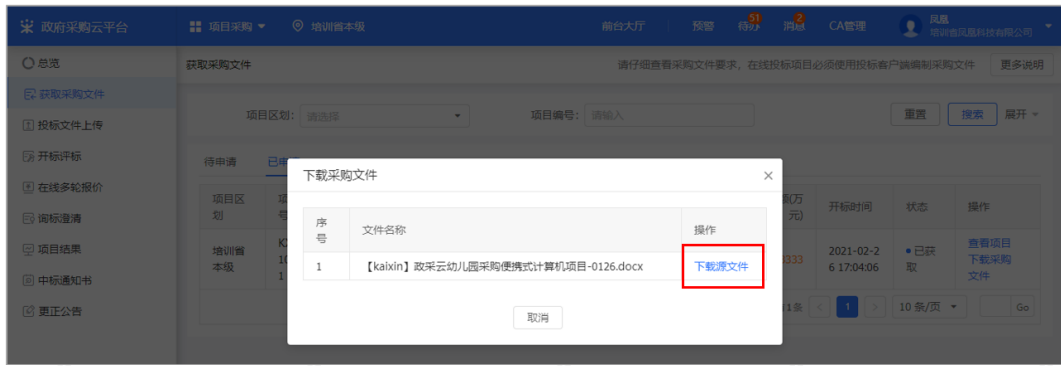 政府采购云平台
项目采购
培训省本级
前台大厅
预警
待办
51
消息
2
CA管理
凤凰
培训省凤凰科技有限公司
总览
获取采购文件
投标文件上传
开标评标
在线多轮报价
询标澄清
项目结果
中标通知书
更正公告
获取采购文件
请仔细查看采购文件要求，在线投标项目必须使用投标客户端编制采购文件
更多说明
项目区划：
请选择
项目编号：
请输入
重置
搜索
展开
待申请
下载采购文件
序号
文件名称
操作
1
【kaixin】政采云幼儿园采购便携式计算机项目-0126.docx
下载源文件
取消
项目区
划
元)
开标时间
状态
操作
培训省
本级
2021-02-2
6 17:04:06
已获
取
查看项目
下载采购
文件
1
10 条/页
Go